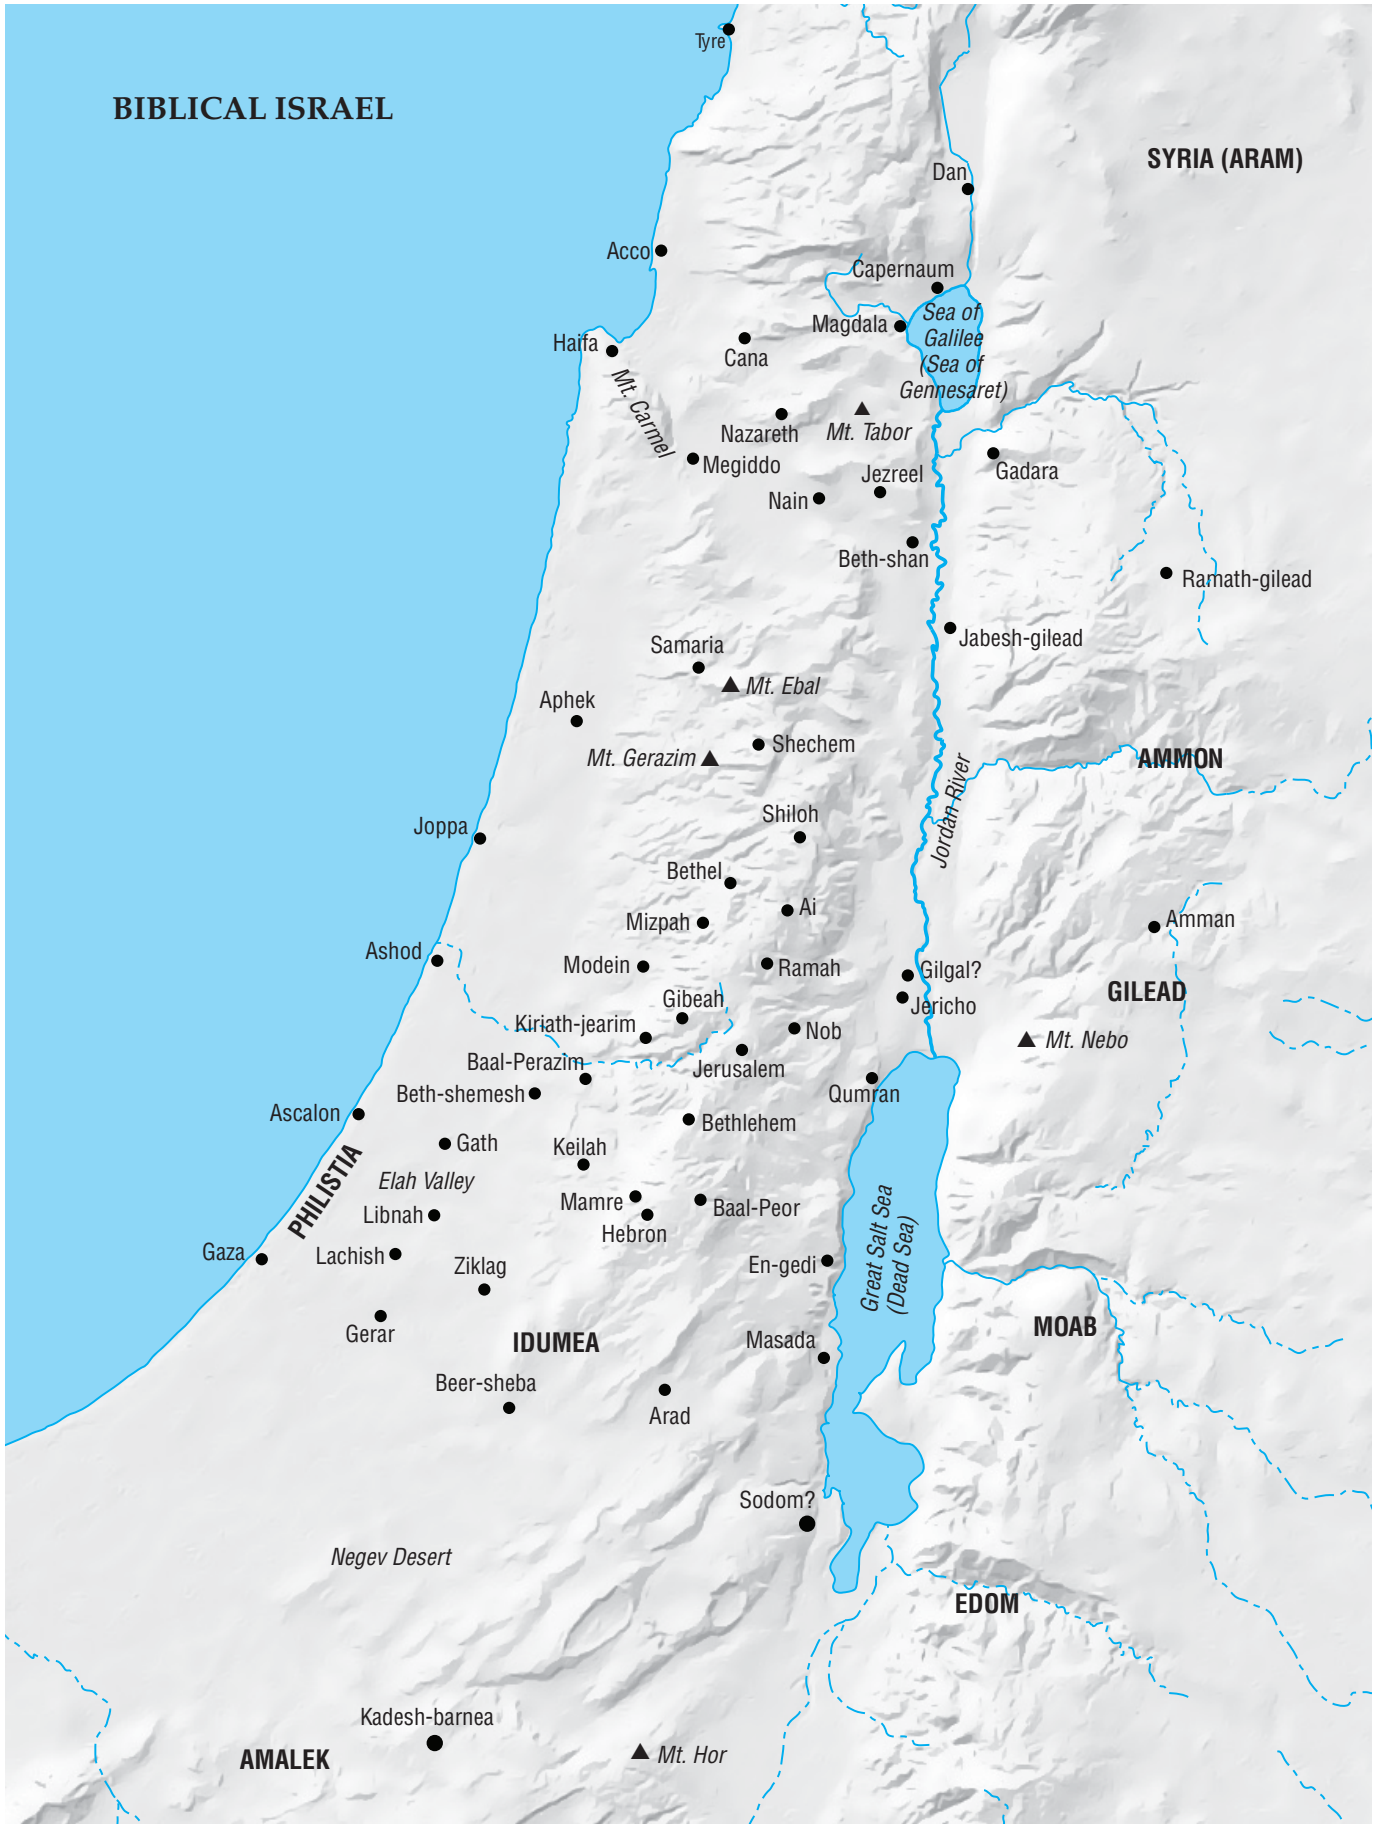 Tyre
BIBLICAL ISRAEL
SYRIA (ARAM)
Dan
Acco
Capernaum
Sea of
Galilee
(Sea of
Gennesaret)
Magdala
Haifa
Cana
Mt. Carmel
Nazareth
Mt. Tabor
Megiddo
Jezreel
Gadara
Nain
Beth-shan
Ramath-gilead
Jabesh-gilead
Samaria
Mt. Ebal
Aphek
Shechem
Mt. Gerazim
AMMON
Jordan River
Shiloh
Joppa
Bethel
Ai
Mizpah
Amman
Ashod
Modein
Ramah
Gilgal?
GILEAD
Gibeah
Jericho
Kiriath-jearim
Nob
Mt. Nebo
Baal-Perazim
Jerusalem
Beth-shemesh
Qumran
Ascalon
Bethlehem
Gath
Keilah
PHILISTIA
Elah Valley
Mamre
Baal-Peor
Libnah
Hebron
Great Salt Sea
(Dead Sea)
Gaza
Lachish
Ziklag
En-gedi
Gerar
IDUMEA
Masada
MOAB
Beer-sheba
Arad
Sodom?
Negev Desert
EDOM
Kadesh-barnea
AMALEK
Mt. Hor